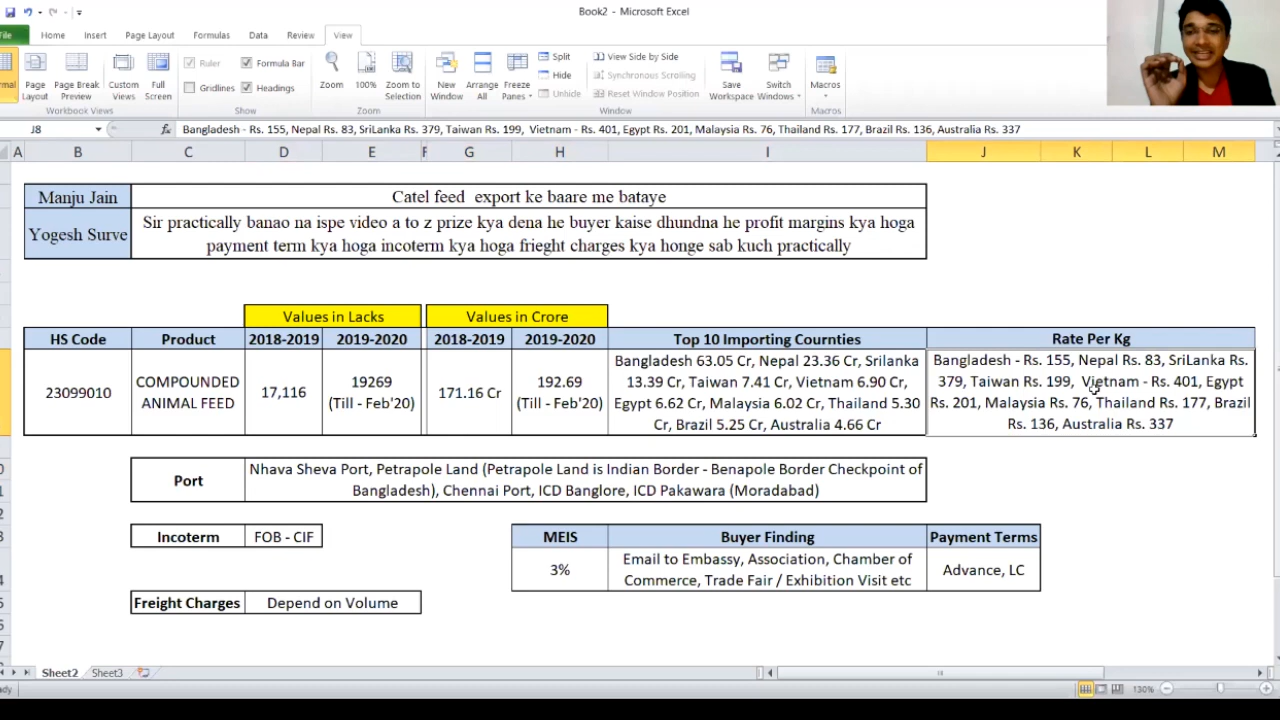 Book2 - Microsoft Excel
File Home Insert Page Layout Formulas Data Review View
Page Layout
Page Break Preview
Custom Views
Full Screen
Workbook Views
Ruler
Formula Bar
Gridlines
Headings
Show
Zoom
100%
Zoom to Selection
Zoom
New Window
Arrange All
Freeze Panes
Split
Hide
Unhide
View Side by Side
Synchronous Scrolling
Reset Window Position
Window
Save Workspace
Switch Windows
Macros
Macros
J8 fx Bangladesh - Rs. 155, Nepal Rs. 83, SriLanka Rs. 379, Taiwan Rs. 199, Vietnam - Rs. 401, Egypt Rs. 201, Malaysia Rs. 76, Thailand Rs. 177, Brazil Rs. 136, Australia Rs. 337
A B C D E F G H I J K L M
Manju Jain Catel feed export ke baare me bataye
Yogesh Surve
Sir practically banao na ispe video a to z prize kya dena he buyer kaise dhundna he profit margins kya hoga
payment term kya hoga incoterm kya hoga frieght charges kya honge sab kuch practically
Values in Lacks Values in Crore
HS Code Product 2018-2019 2019-2020 2018-2019 2019-2020 Top 10 Importing Cournties Rate Per Kg
23099010
COMPOUNDED
ANIMAL FEED
17,116
19269
(Till - Feb'20)
171.16 Cr
192.69
(Till - Feb'20)
Bangladesh 63.05 Cr, Nepal 23.36 Cr, Srilanka
13.39 Cr, Taiwan 7.41 Cr, Vietnam 6.90 Cr,
Egypt 6.62 Cr, Malaysia 6.02 Cr, Thailand 5.30
Cr, Brazil 5.25 Cr, Australia 4.66 Cr
Bangladesh - Rs. 155, Nepal Rs. 83, SriLanka Rs.
379, Taiwan Rs. 199, Vietnam - Rs. 401, Egypt
Rs. 201, Malaysia Rs. 76, Thailand Rs. 177, Brazil
Rs. 136, Australia Rs. 337
Port
Nhava Sheva Port, Petrapole Land (Petrapole Land is Indian Border - Benapole Border Checkpoint of
Bangladesh), Chennai Port, ICD Banglore, ICD Pakawara (Moradabad)
Incoterm FOB - CIF
MEIS Buyer Finding Payment Terms
3%
Email to Embassy, Association, Chamber of
Commerce, Trade Fair / Exhibition Visit etc
Advance, LC
Freight Charges Depend on Volume
Sheet2 Sheet3
130%